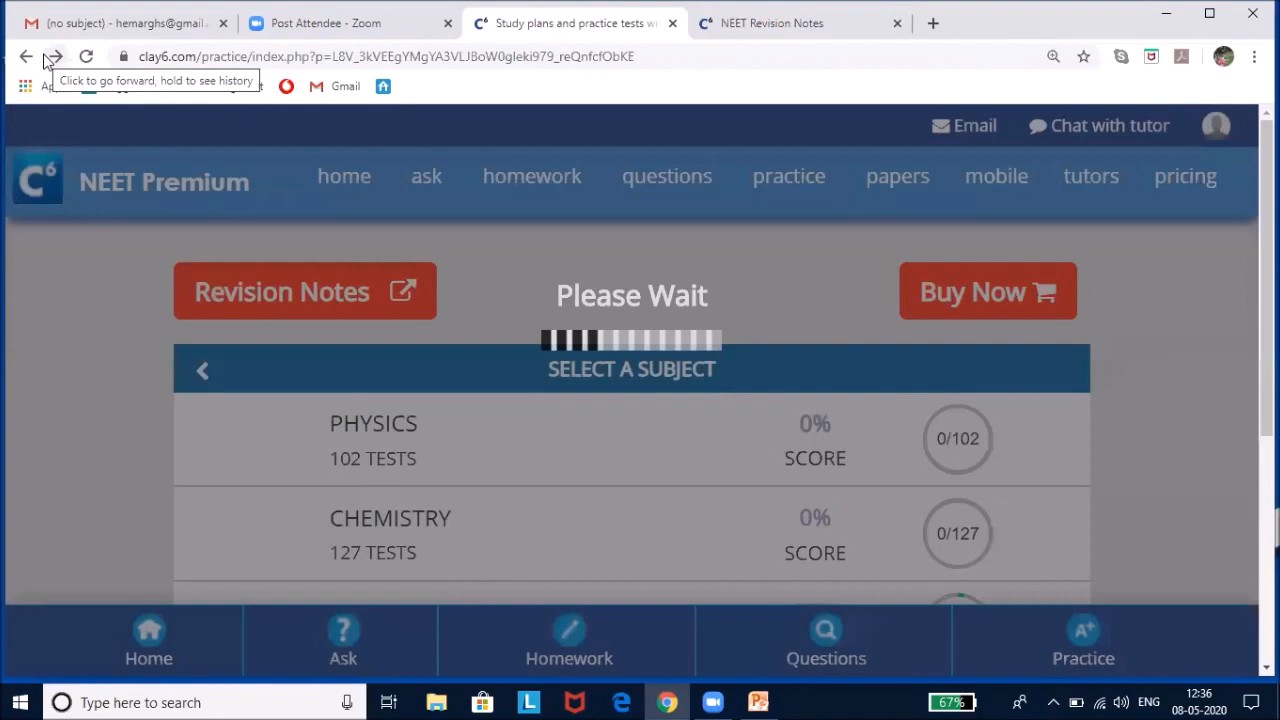 (no subject) - hemarghs@gmail.
Post Attendee - Zoom
Study plans and practice tests w
NEET Revision Notes
clay6.com/practice/index.php?p=L8V_3kVEEgYMgYA3VLJBoW0gleki979_reQnfcfObKE
Click to go forward, hold to see history
Gmail
Email
Chat with tutor
C6
NEET Premium
home
ask
homework
questions
practice
papers
mobile
tutors
pricing
Revision Notes
Please Wait
Buy Now
SELECT A SUBJECT
PHYSICS
0%
0/102
102 TESTS
SCORE
CHEMISTRY
0%
0/127
127 TESTS
SCORE
Home
Ask
Homework
Questions
A+
Practice
Type here to search
67%
ENG
12:36
08-05-2020